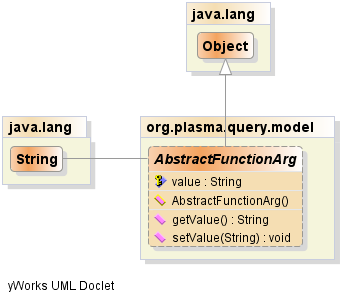 java.lang
Object
java.lang
String
org.plasma.query.model
AbstractFunctionArg
value : String
AbstractFunctionArg()
getValue() : String
setValue(String) : void
yWorks UML Doclet